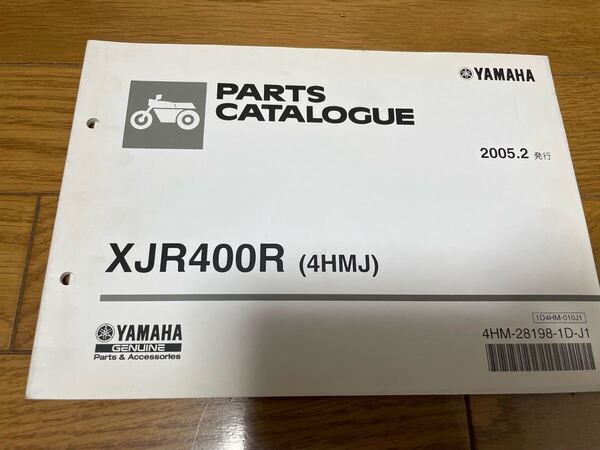 PARTS
CATALOGUE
YAMAHA
2005.2 発行
XJR400R (4HMJ)
YAMAHA
GENUINE
Parts & Accessories
1D4HM-010J1
4HM-28198-1D-J1